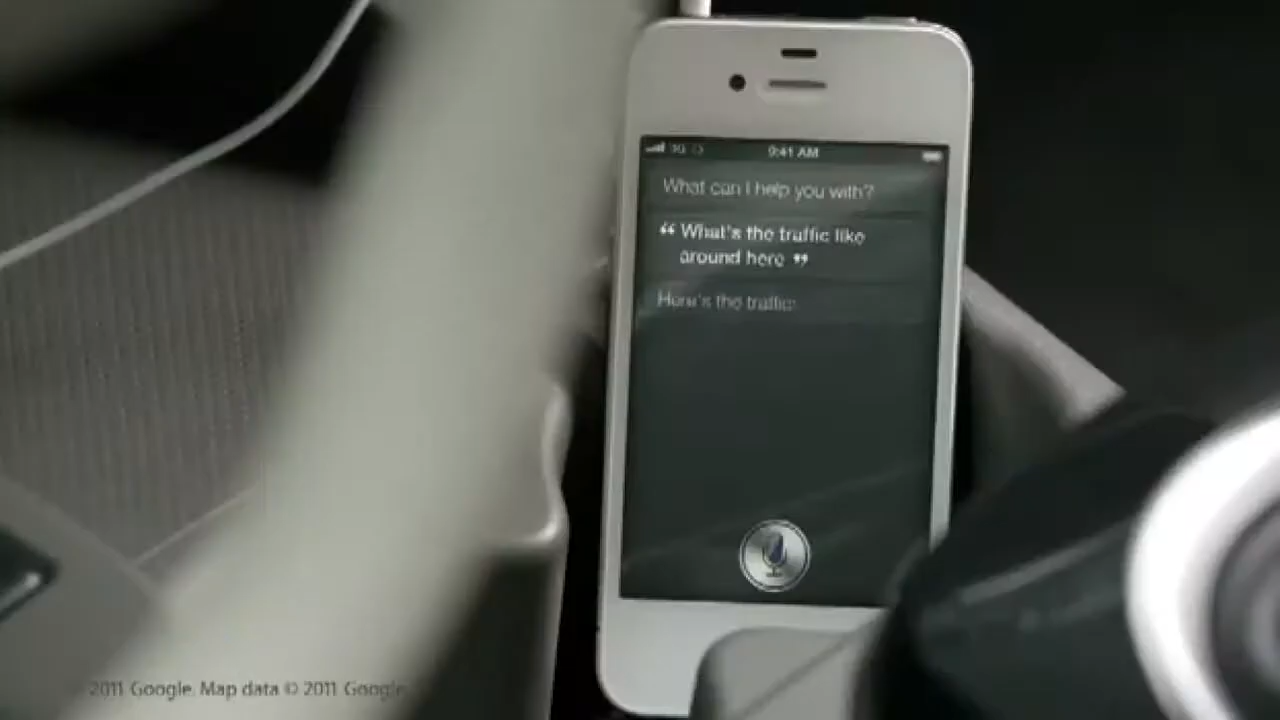 3G
9:41 AM
What can I help you with?
“ What's the traffic like
around here ”
Here's the traffic:
2011 Google. Map data © 2011 Google